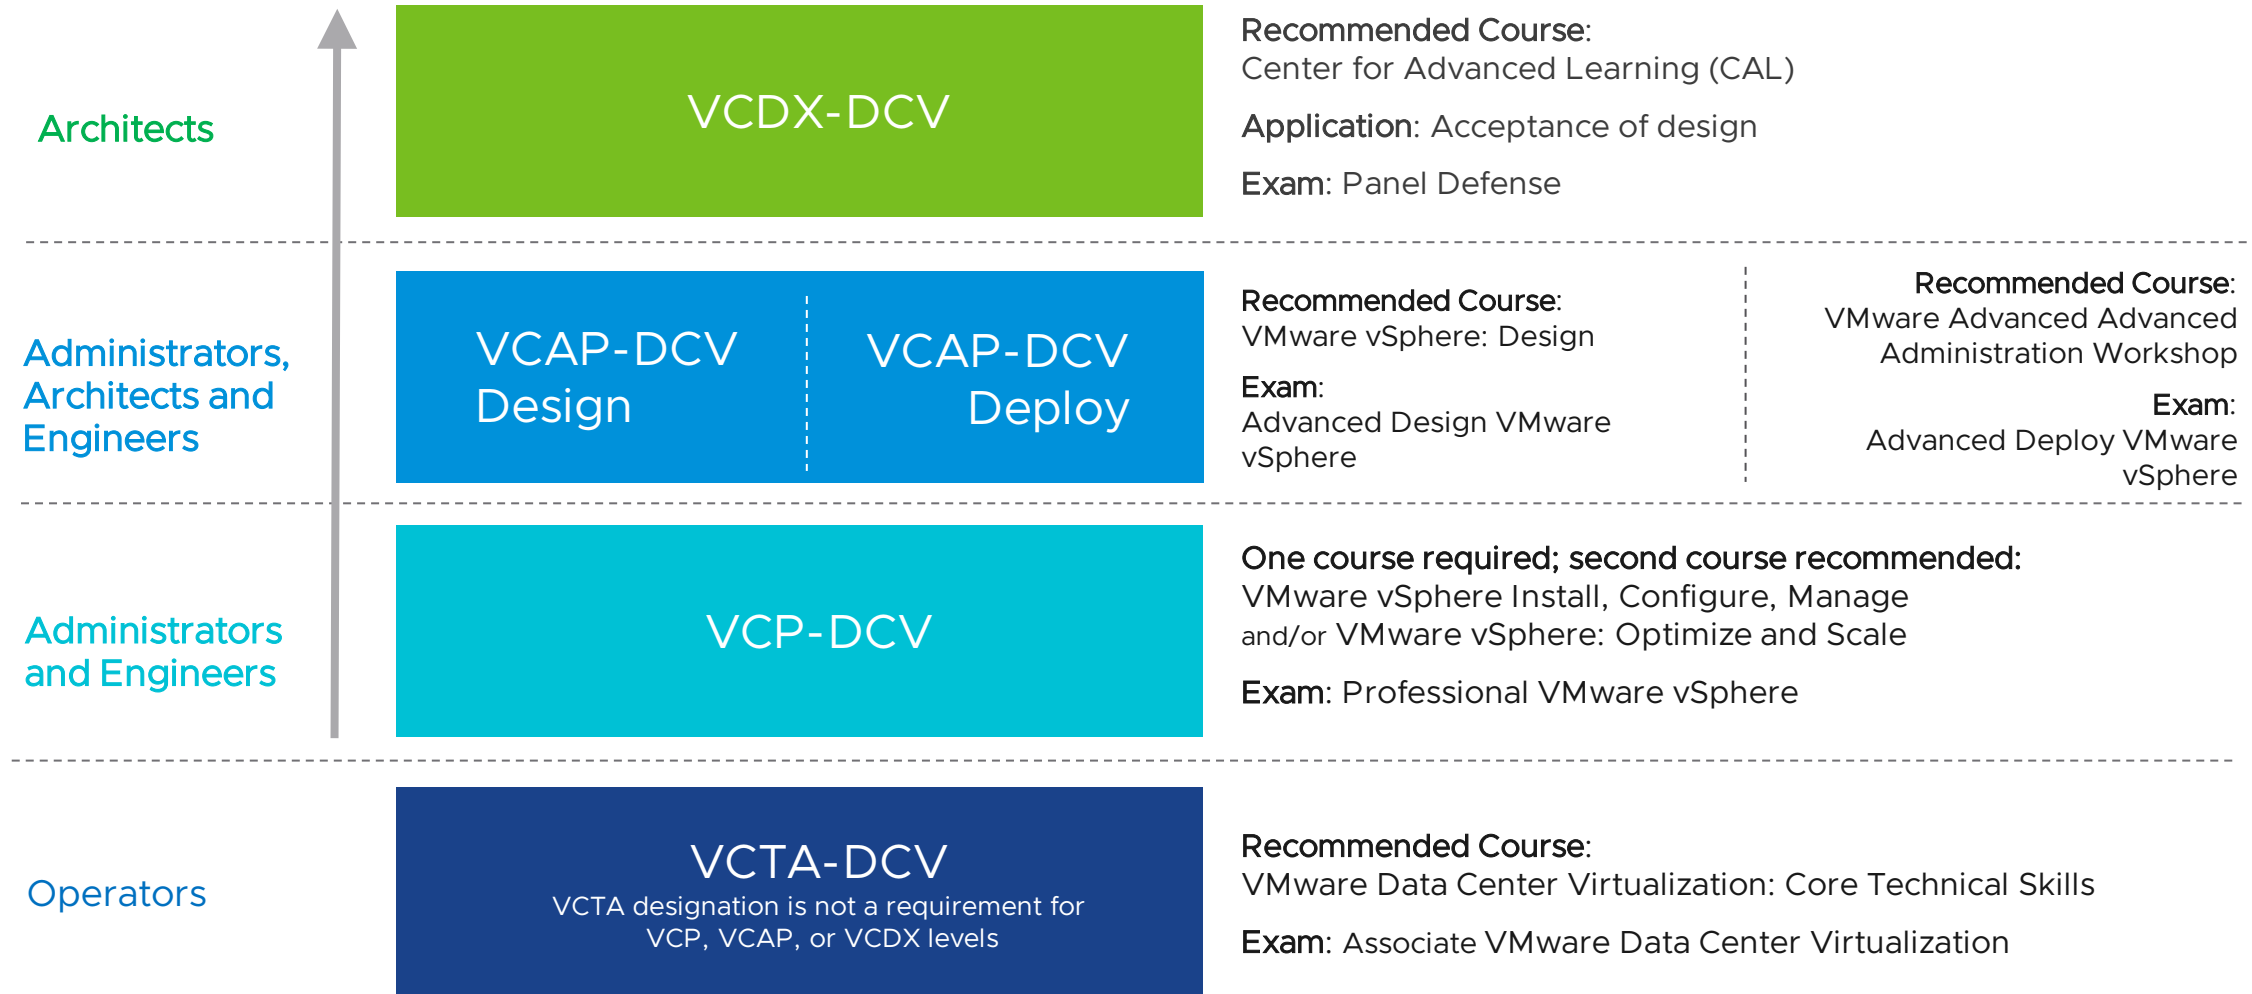 Architects
VCDX-DCV
Recommended Course:
Center for Advanced Learning (CAL)
Application: Acceptance of design
Exam: Panel Defense
Administrators,
Architects and
Engineers
VCAP-DCV
Design
VCAP-DCV
Deploy
Recommended Course:
VMware vSphere: Design
Exam:
Advanced Design VMware
vSphere
Recommended Course:
VMware Advanced Advanced
Administration Workshop
Exam:
Advanced Deploy VMware
vSphere
Administrators
and Engineers
VCP-DCV
One course required; second course recommended:
VMware vSphere Install, Configure, Manage
and/or VMware vSphere: Optimize and Scale
Exam: Professional VMware vSphere
Operators
VCTA-DCV
VCTA designation is not a requirement for
VCP, VCAP, or VCDX levels
Recommended Course:
VMware Data Center Virtualization: Core Technical Skills
Exam: Associate VMware Data Center Virtualization